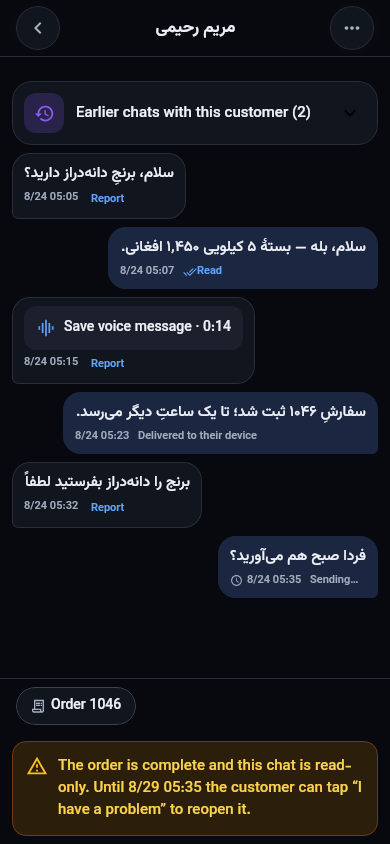 مریم رحیمی
Earlier chats with this customer (2)
سلام، برنجِ دانه‌دراز دارید؟
8/24 05:05 Report
سلام، بله — بستهٔ ۵ کیلویی ۱,۴۵۰ افغانی.
8/24 05:07 Read
Save voice message · 0:14
8/24 05:15 Report
سفارشِ ۱۰۴۶ ثبت شد؛ تا یک ساعتِ دیگر می‌رسد.
8/24 05:23 Delivered to their device
برنج را دانه‌دراز بفرستید لطفاً
8/24 05:32 Report
فردا صبح هم می‌آورید؟
8/24 05:35 Sending…
Order 1046
The order is complete and this chat is read-
only. Until 8/29 05:35 the customer can tap “I
have a problem” to reopen it.